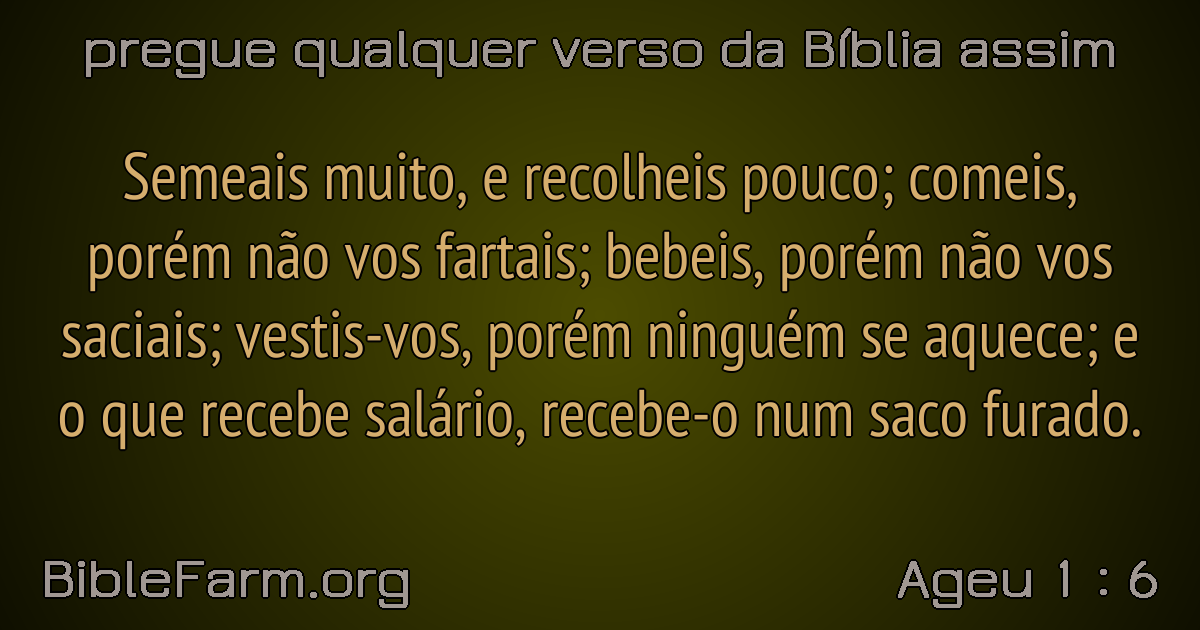 pregue qualquer verso da Bíblia assim
Semeais muito, e recolheis pouco; comeis,
porém não vos fartais; bebeis, porém não vos
saciais; vestis-vos, porém ninguém se aquece; e
o que recebe salário, recebe-o num saco furado.
BibleFarm.org
Ageu 1 : 6